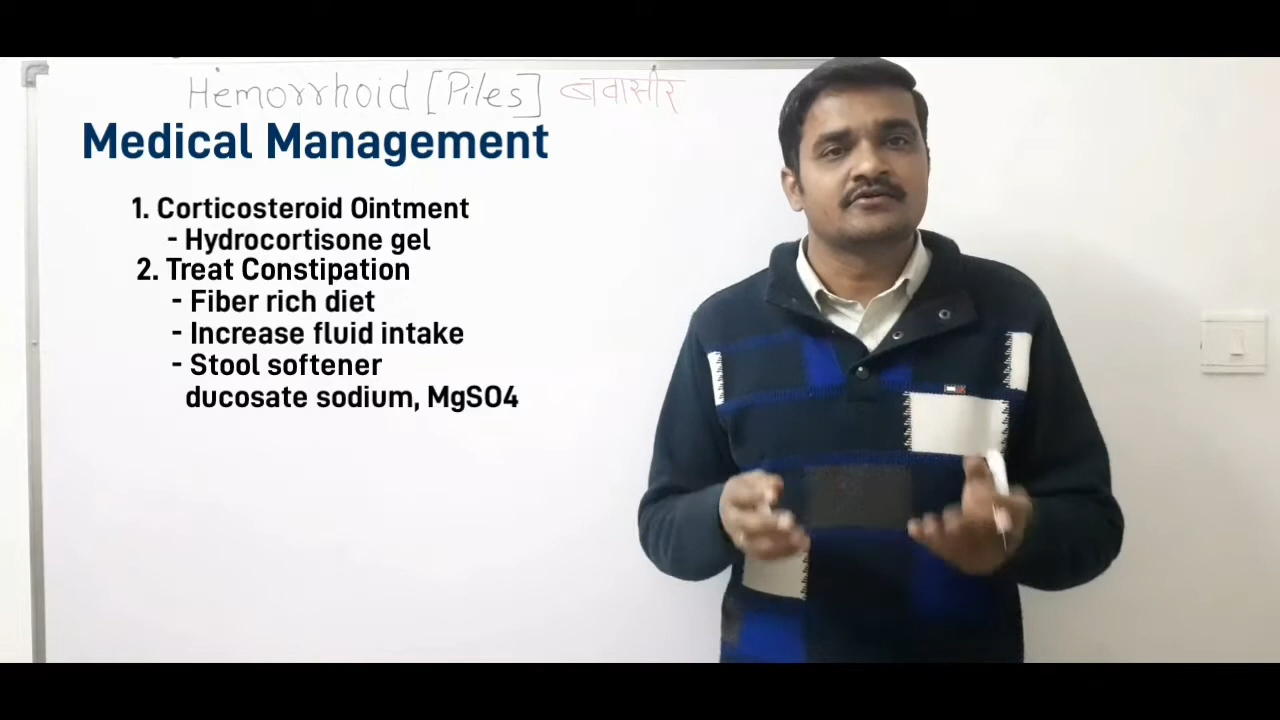 Hemorrhoid [Piles] बवासीर
Medical Management
1. Corticosteroid Ointment
- Hydrocortisone gel
2. Treat Constipation
- Fiber rich diet
- Increase fluid intake
- Stool softener
ducosate sodium, MgSO4